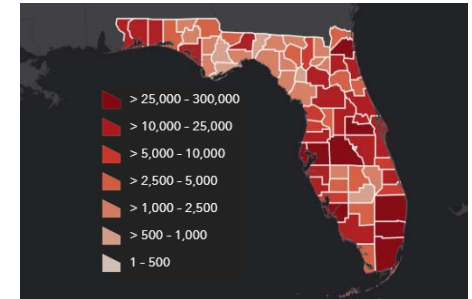 > 25,000 – 300,000
> 10,000 – 25,000
> 5,000 – 10,000
> 2,500 – 5,000
> 1,000 – 2,500
> 500 – 1,000
1 – 500